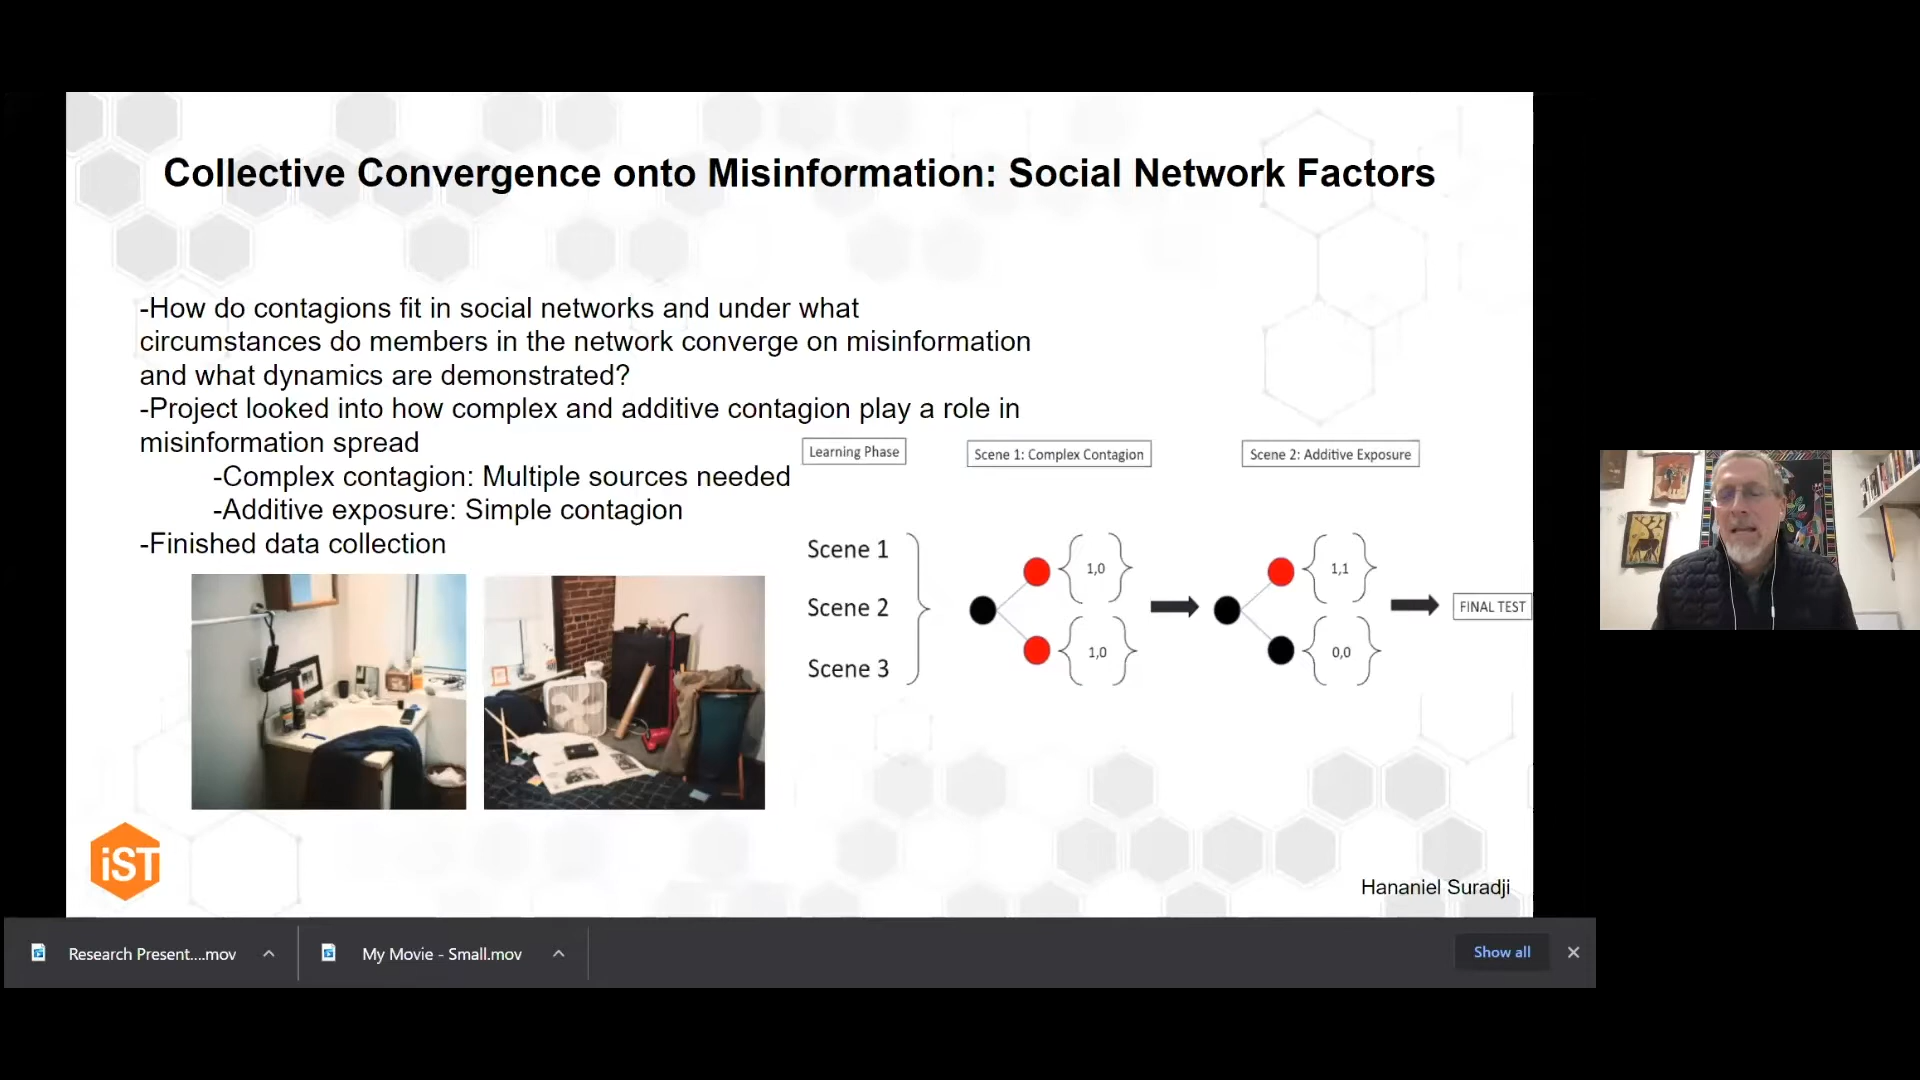 Collective Convergence onto Misinformation: Social Network Factors
-How do contagions fit in social networks and under what
circumstances do members in the network converge on misinformation
and what dynamics are demonstrated?
-Project looked into how complex and additive contagion play a role in
misinformation spread
-Complex contagion: Multiple sources needed
-Additive exposure: Simple contagion
-Finished data collection
Learning Phase
Scene 1: Complex Contagion
Scene 2: Additive Exposure
Scene 1
Scene 2
Scene 3
1,0
1,0
1,1
0,0
FINAL TEST
iST
Hananiel Suradji
Research Present....mov
My Movie - Small.mov
Show all